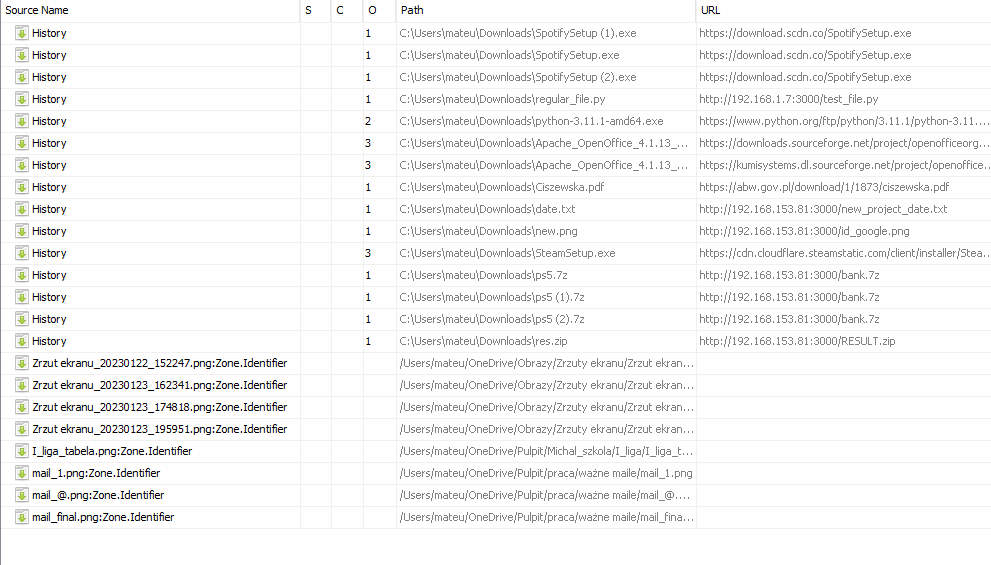 Source Name S C O Path URL
History 1 C:\Users\mateu\Downloads\SpotifySetup (1).exe https://download.scdn.co/SpotifySetup.exe
History 1 C:\Users\mateu\Downloads\SpotifySetup.exe https://download.scdn.co/SpotifySetup.exe
History 1 C:\Users\mateu\Downloads\SpotifySetup (2).exe https://download.scdn.co/SpotifySetup.exe
History 1 C:\Users\mateu\Downloads\regular_file.py http://192.168.1.7:3000/test_file.py
History 2 C:\Users\mateu\Downloads\python-3.11.1-amd64.exe https://www.python.org/ftp/python/3.11.1/python-3.11....
History 3 C:\Users\mateu\Downloads\Apache_OpenOffice_4.1.13_... https://downloads.sourceforge.net/project/openofficeorg...
History 3 C:\Users\mateu\Downloads\Apache_OpenOffice_4.1.13_... https://kumisystems.dl.sourceforge.net/project/openoffice...
History 1 C:\Users\mateu\Downloads\Ciszewska.pdf https://abw.gov.pl/download/1/1873/ciszewska.pdf
History 1 C:\Users\mateu\Downloads\date.txt http://192.168.153.81:3000/new_project_date.txt
History 1 C:\Users\mateu\Downloads\new.png http://192.168.153.81:3000/id_google.png
History 3 C:\Users\mateu\Downloads\SteamSetup.exe https://cdn.cloudflare.steamstatic.com/client/installer/Stea...
History 1 C:\Users\mateu\Downloads\ps5.7z http://192.168.153.81:3000/bank.7z
History 1 C:\Users\mateu\Downloads\ps5 (1).7z http://192.168.153.81:3000/bank.7z
History 1 C:\Users\mateu\Downloads\ps5 (2).7z http://192.168.153.81:3000/bank.7z
History 1 C:\Users\mateu\Downloads\res.zip http://192.168.153.81:3000/RESULT.zip
Zrzut ekranu_20230122_152247.png:Zone.Identifier /Users/mateu/OneDrive/Obrazy/Zrzuty ekranu/Zrzut ekran...
Zrzut ekranu_20230123_162341.png:Zone.Identifier /Users/mateu/OneDrive/Obrazy/Zrzuty ekranu/Zrzut ekran...
Zrzut ekranu_20230123_174818.png:Zone.Identifier /Users/mateu/OneDrive/Obrazy/Zrzuty ekranu/Zrzut ekran...
Zrzut ekranu_20230123_195951.png:Zone.Identifier /Users/mateu/OneDrive/Obrazy/Zrzuty ekranu/Zrzut ekran...
I_liga_tabela.png:Zone.Identifier /Users/mateu/OneDrive/Pulpit/Michal_szkola/I_liga/I_liga_t...
mail_1.png:Zone.Identifier /Users/mateu/OneDrive/Pulpit/praca/ważne maile/mail_1.png
mail_@.png:Zone.Identifier /Users/mateu/OneDrive/Pulpit/praca/ważne maile/mail_@....
mail_final.png:Zone.Identifier /Users/mateu/OneDrive/Pulpit/praca/ważne maile/mail_fina...